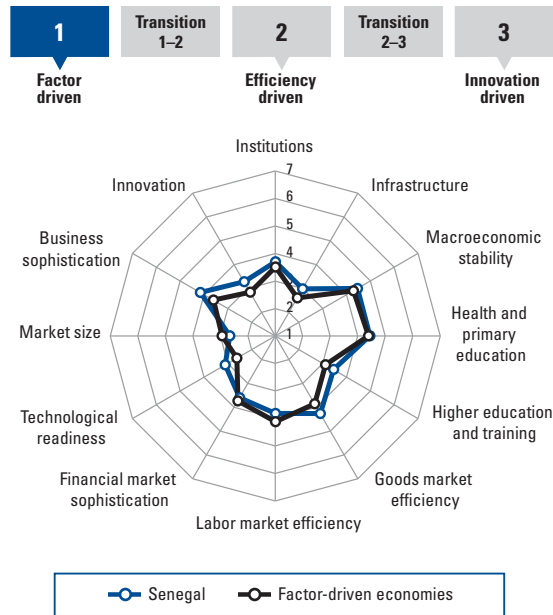 1
Transition
1–2
2
Transition
2–3
3
Factor
driven
Efficiency
driven
Innovation
driven
Institutions
7
6
5
4
3
2
1
Infrastructure
Macroeconomic
stability
Health and
primary
education
Higher education
and training
Goods market
efficiency
Labor market efficiency
Financial market
sophistication
Technological
readiness
Market size
Business
sophistication
Innovation
Senegal
Factor-driven economies